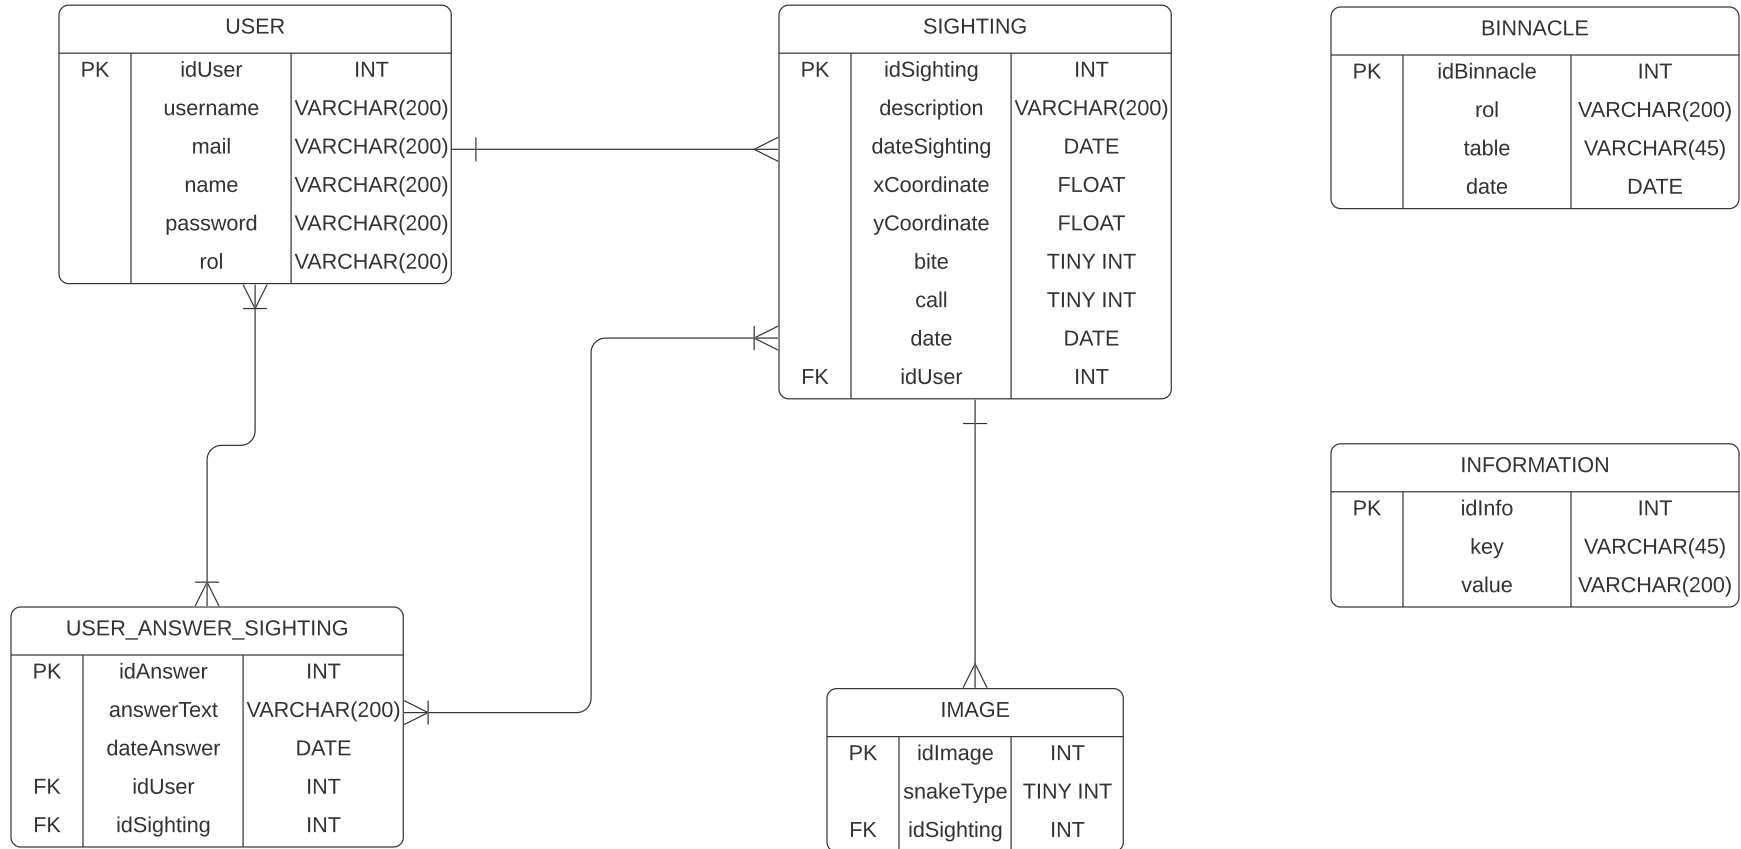 USER
PK idUser INT
username VARCHAR(200)
mail VARCHAR(200)
name VARCHAR(200)
password VARCHAR(200)
rol VARCHAR(200)
SIGHTING
PK idSighting INT
description VARCHAR(200)
dateSighting DATE
xCoordinate FLOAT
yCoordinate FLOAT
bite TINY INT
call TINY INT
date DATE
FK idUser INT
BINNACLE
PK idBinnacle INT
rol VARCHAR(200)
table VARCHAR(45)
date DATE
INFORMATION
PK idInfo INT
key VARCHAR(45)
value VARCHAR(200)
USER_ANSWER_SIGHTING
PK idAnswer INT
answerText VARCHAR(200)
dateAnswer DATE
FK idUser INT
FK idSighting INT
IMAGE
PK idImage INT
snakeType TINY INT
FK idSighting INT